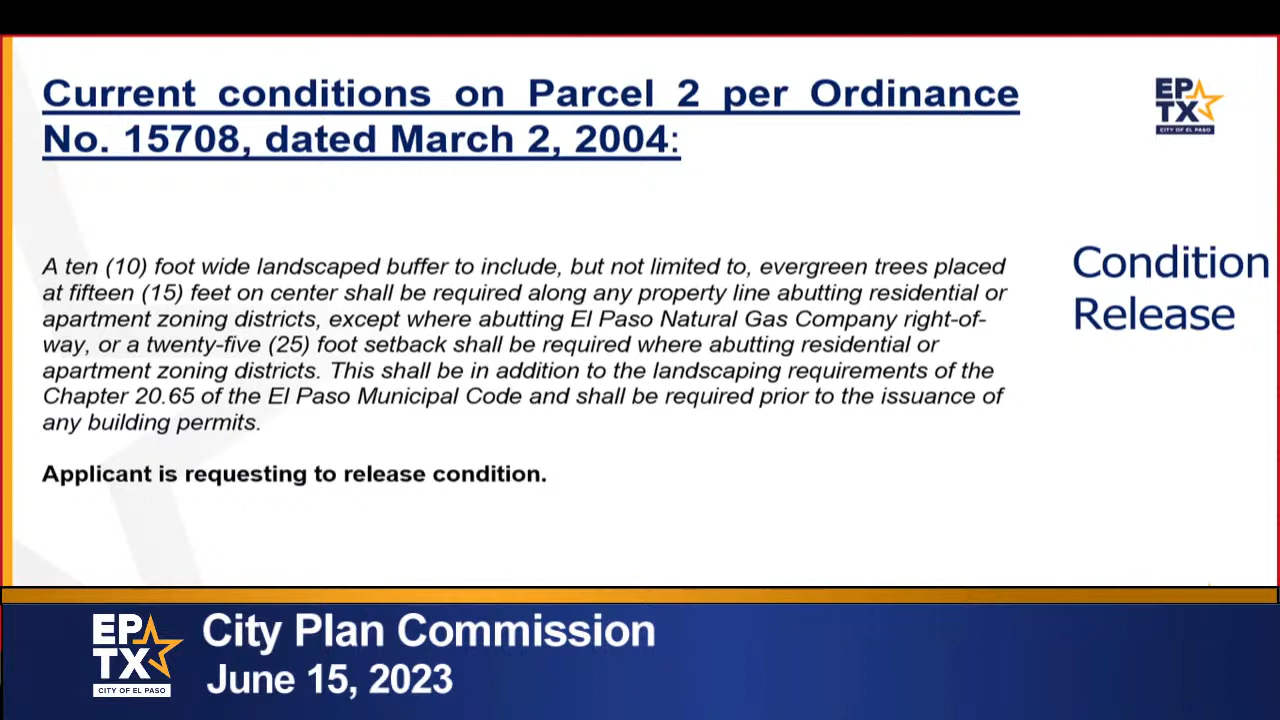 Current conditions on Parcel 2 per Ordinance
No. 15708, dated March 2, 2004:
EP
TX
CITY OF EL PASO
A ten (10) foot wide landscaped buffer to include, but not limited to, evergreen trees placed
at fifteen (15) feet on center shall be required along any property line abutting residential or
apartment zoning districts, except where abutting El Paso Natural Gas Company right-of-
way, or a twenty-five (25) foot setback shall be required where abutting residential or
apartment zoning districts. This shall be in addition to the landscaping requirements of the
Chapter 20.65 of the El Paso Municipal Code and shall be required prior to the issuance of
any building permits.
Applicant is requesting to release condition.
Condition
Release
EP
TX
CITY OF EL PASO
City Plan Commission
June 15, 2023